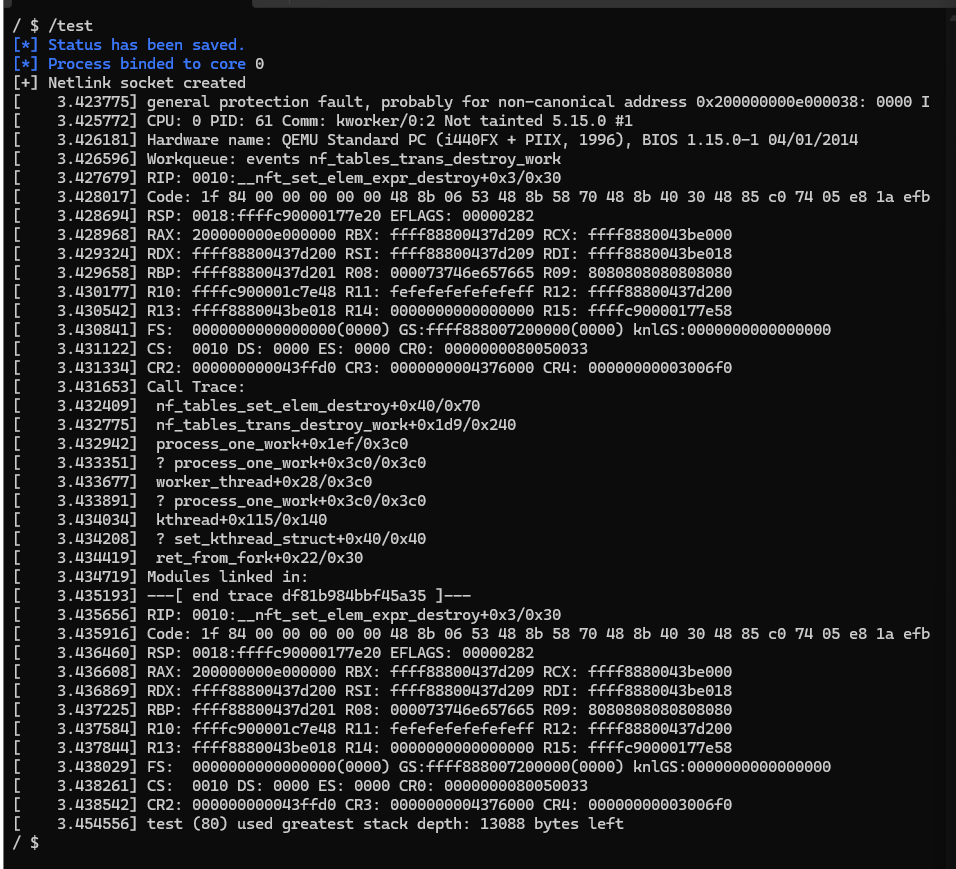 / $ /test
[*] Status has been saved.
[*] Process binded to core 0
[+] Netlink socket created
[    3.423775] general protection fault, probably for non-canonical address 0x200000000e000038: 0000 I
[    3.425772] CPU: 0 PID: 61 Comm: kworker/0:2 Not tainted 5.15.0 #1
[    3.426181] Hardware name: QEMU Standard PC (i440FX + PIIX, 1996), BIOS 1.15.0-1 04/01/2014
[    3.426596] Workqueue: events nf_tables_trans_destroy_work
[    3.427679] RIP: 0010:__nft_set_elem_expr_destroy+0x3/0x30
[    3.428017] Code: 1f 84 00 00 00 00 00 48 8b 06 53 48 8b 58 70 48 8b 40 30 48 85 c0 74 05 e8 1a efb
[    3.428694] RSP: 0018:ffffc90000177e20 EFLAGS: 00000282
[    3.428968] RAX: 200000000e000000 RBX: ffff88800437d209 RCX: ffff8880043be000
[    3.429324] RDX: ffff88800437d200 RSI: ffff88800437d209 RDI: ffff8880043be018
[    3.429658] RBP: ffff88800437d201 R08: 000073746e657665 R09: 8080808080808080
[    3.430177] R10: ffffc900001c7e48 R11: fefefefefefefeff R12: ffff88800437d200
[    3.430542] R13: ffff8880043be018 R14: 0000000000000000 R15: ffffc90000177e58
[    3.430841] FS:  0000000000000000(0000) GS:ffff888007200000(0000) knlGS:0000000000000000
[    3.431122] CS:  0010 DS: 0000 ES: 0000 CR0: 0000000080050033
[    3.431334] CR2: 000000000043ffd0 CR3: 0000000004376000 CR4: 00000000003006f0
[    3.431653] Call Trace:
[    3.432409]  nf_tables_set_elem_destroy+0x40/0x70
[    3.432775]  nf_tables_trans_destroy_work+0x1d9/0x240
[    3.432942]  process_one_work+0x1ef/0x3c0
[    3.433351]  ? process_one_work+0x3c0/0x3c0
[    3.433677]  worker_thread+0x28/0x3c0
[    3.433891]  ? process_one_work+0x3c0/0x3c0
[    3.434034]  kthread+0x115/0x140
[    3.434208]  ? set_kthread_struct+0x40/0x40
[    3.434419]  ret_from_fork+0x22/0x30
[    3.434719] Modules linked in:
[    3.435193] ---[ end trace df81b984bbf45a35 ]---
[    3.435656] RIP: 0010:__nft_set_elem_expr_destroy+0x3/0x30
[    3.435916] Code: 1f 84 00 00 00 00 00 48 8b 06 53 48 8b 58 70 48 8b 40 30 48 85 c0 74 05 e8 1a efb
[    3.436460] RSP: 0018:ffffc90000177e20 EFLAGS: 00000282
[    3.436608] RAX: 200000000e000000 RBX: ffff88800437d209 RCX: ffff8880043be000
[    3.436869] RDX: ffff88800437d200 RSI: ffff88800437d209 RDI: ffff8880043be018
[    3.437225] RBP: ffff88800437d201 R08: 000073746e657665 R09: 8080808080808080
[    3.437584] R10: ffffc900001c7e48 R11: fefefefefefefeff R12: ffff88800437d200
[    3.437844] R13: ffff8880043be018 R14: 0000000000000000 R15: ffffc90000177e58
[    3.438029] FS:  0000000000000000(0000) GS:ffff888007200000(0000) knlGS:0000000000000000
[    3.438261] CS:  0010 DS: 0000 ES: 0000 CR0: 0000000080050033
[    3.438542] CR2: 000000000043ffd0 CR3: 0000000004376000 CR4: 00000000003006f0
[    3.454556] test (80) used greatest stack depth: 13088 bytes left
/ $